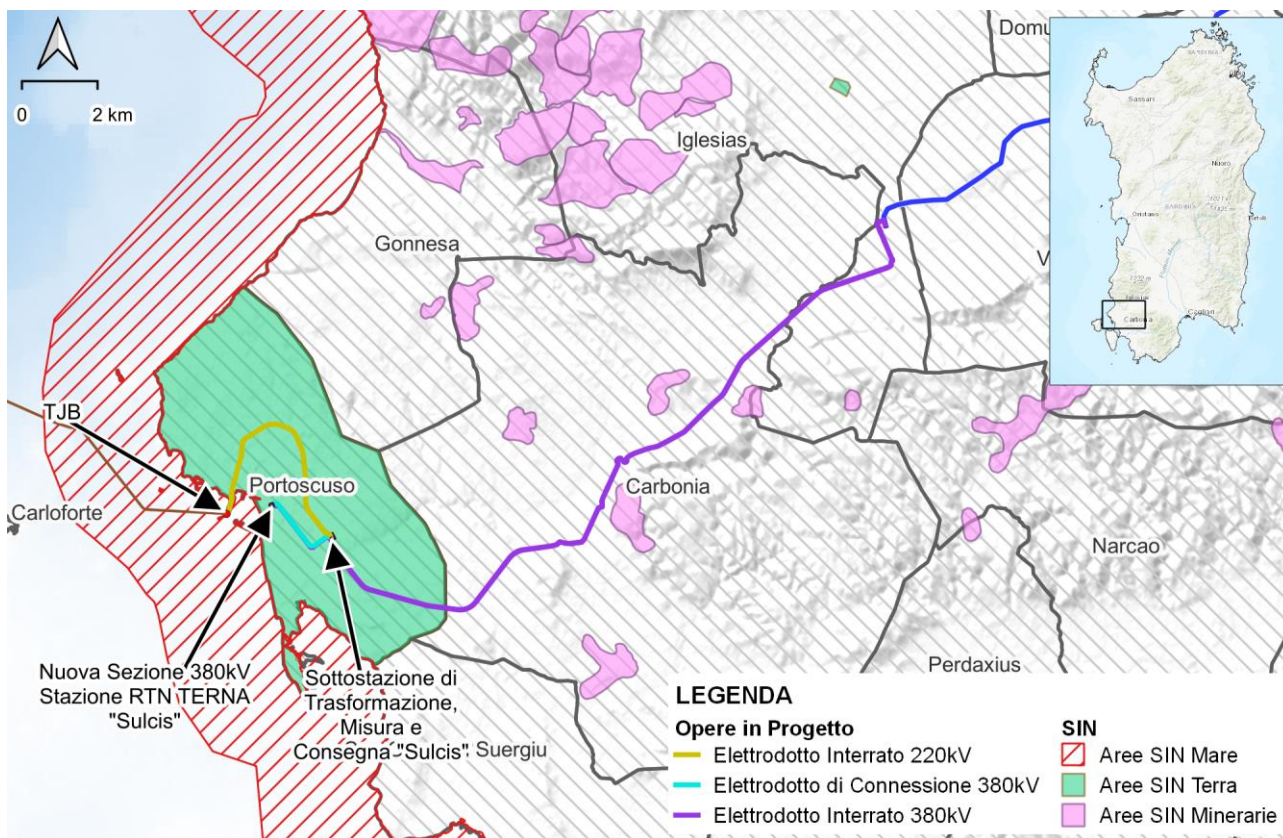 Domu
SARDEGNA
Sassari
0 2 km
Iglesias
Nuoro
Oristano
Gonnesa
V
Iglesias
Carbonia
Cagliari
TJB
Portoscuso
Carbonia
Carloforte
Narcao
Nuova Sezione 380kV
Stazione RTN TERNA
"Sulcis"
Sottostazione di
Trasformazione,
Misura e
Consegna "Sulcis"
Suergiu
Perdaxius
LEGENDA
Opere in Progetto
Elettrodotto Interrato 220kV
Elettrodotto di Connessione 380kV
Elettrodotto Interrato 380kV
SIN
Aree SIN Mare
Aree SIN Terra
Aree SIN Minerarie